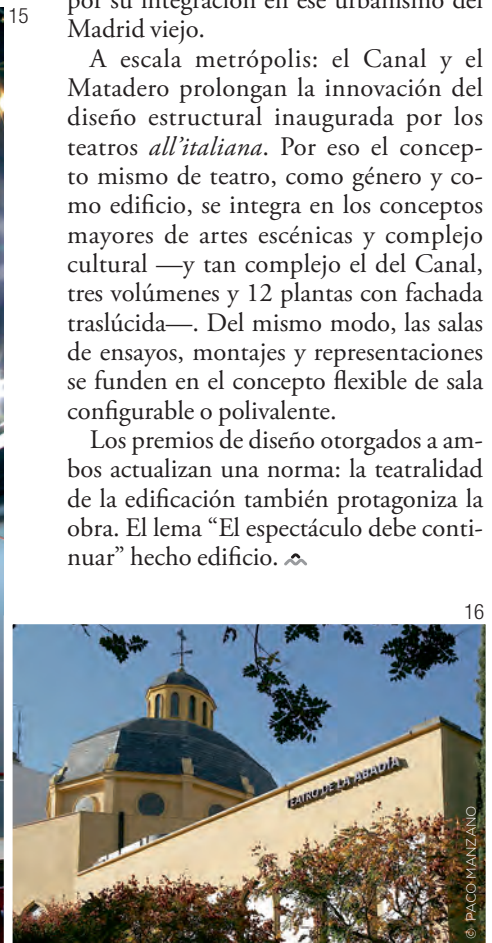 15
por su integración en ese urbanismo del
Madrid viejo.
A escala metrópolis: el Canal y el
Matadero prolongan la innovación del
diseño estructural inaugurada por los
teatros all’italiana. Por eso el concep-
to mismo de teatro, como género y co-
mo edificio, se integra en los conceptos
mayores de artes escénicas y complejo
cultural —y tan complejo el del Canal,
tres volúmenes y 12 plantas con fachada
traslúcida—. Del mismo modo, las salas
de ensayos, montajes y representaciones
se funden en el concepto flexible de sala
configurable o polivalente.
Los premios de diseño otorgados a am-
bos actualizan una norma: la teatralidad
de la edificación también protagoniza la
obra. El lema “El espectáculo debe conti-
nuar” hecho edificio.
16
TEATRO DE LA ABADÍA
© PACO MANZANO